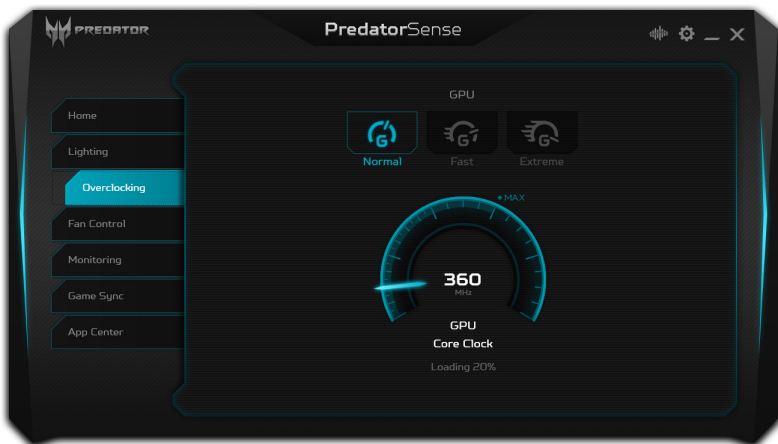 PREDATOR
PredatorSense
Home
Lighting
Overclocking
Fan Control
Monitoring
Game Sync
App Center
GPU
G
G
G
Normal
Fast
Extreme
MAX
360
MHz
GPU
Core Clock
Loading 20%